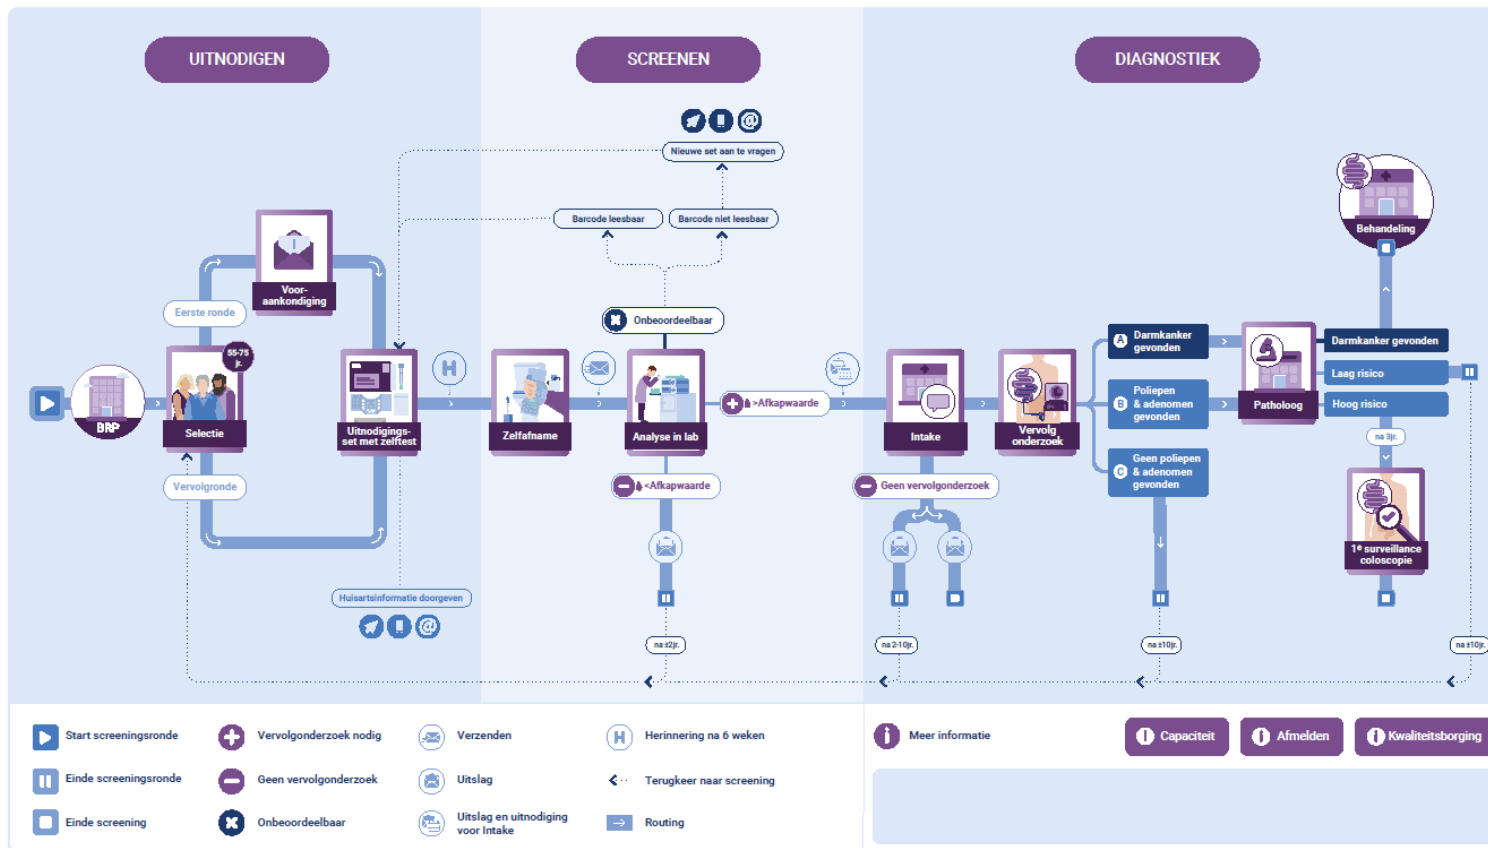 UITNODIGEN
SCREENEN
DIAGNOSTIEK
Nieuwe set aan te vragen
Barcode leesbaar
Barcode niet leesbaar
Behandeling
Voor-
aankondiging
Eerste ronde
Onbeoordeelbaar
55-75
jr.
BRP
Selectie
Uitnodigings-
set met zelftest
H
Zelfafname
Analyse in lab
>Afkapwaarde
Intake
Vervolg
onderzoek
A
Darmkanker
gevonden
B
Poliepen
& adenomen
gevonden
C
Geen poliepen
& adenomen
gevonden
Patholoog
Darmkanker gevonden
Laag risico
Hoog risico
na 3jr.
1e surveillance
coloscopie
Vervolgronde
<Afkapwaarde
Geen vervolgonderzoek
Huisartsinformatie doorgeven
na ±2jr.
na 2-10jr.
na ±10jr.
na ±10jr.
Start screeningsronde
Vervolgonderzoek nodig
Verzenden
H
Herinnering na 6 weken
Meer informatie
Capaciteit
Afmelden
Kwaliteitsborging
Einde screeningsronde
Geen vervolgonderzoek
Uitslag
Terugkeer naar screening
Einde screening
Onbeoordeelbaar
Uitslag en uitnodiging
voor Intake
Routing